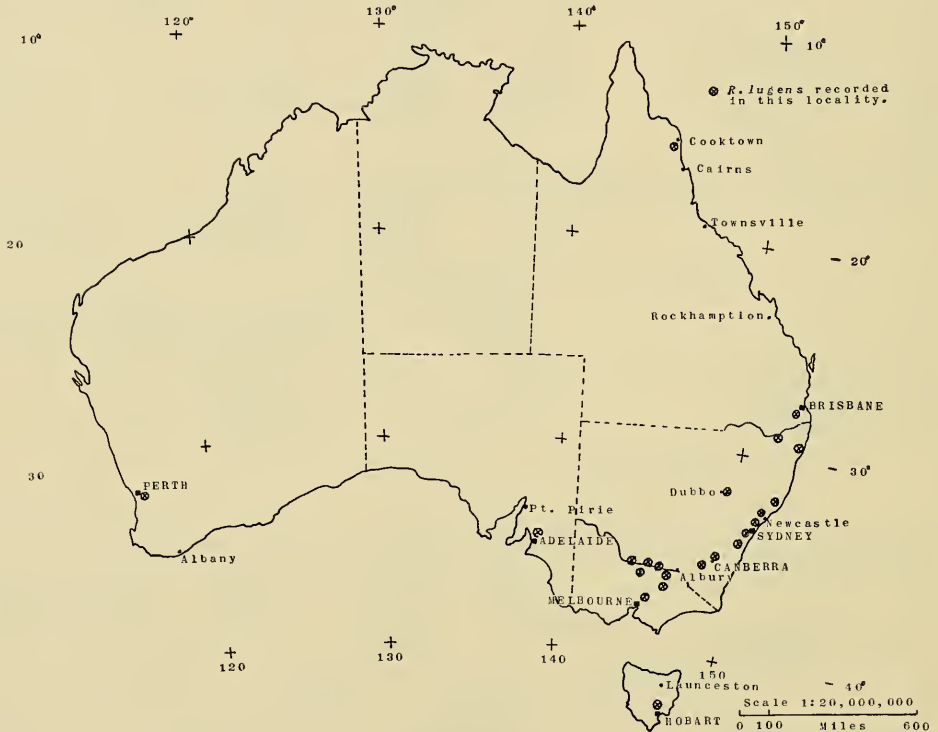 120° 130° 140° 150°
10° 10°
R. lugens recorded
in this locality.
Cooktown
Cairns
Townsville
20 20°
Rockhamption
BRISBANE
30 30°
PERTH
Dubbo
Pt. Pirie
Newcastle
SYDNEY
ADELAIDE
Albany
CANBERRA
Albury
MELBOURNE
120 130 140 150
Launceston 40°
Scale 1:20,000,000
HOBART
0 100 Miles 600